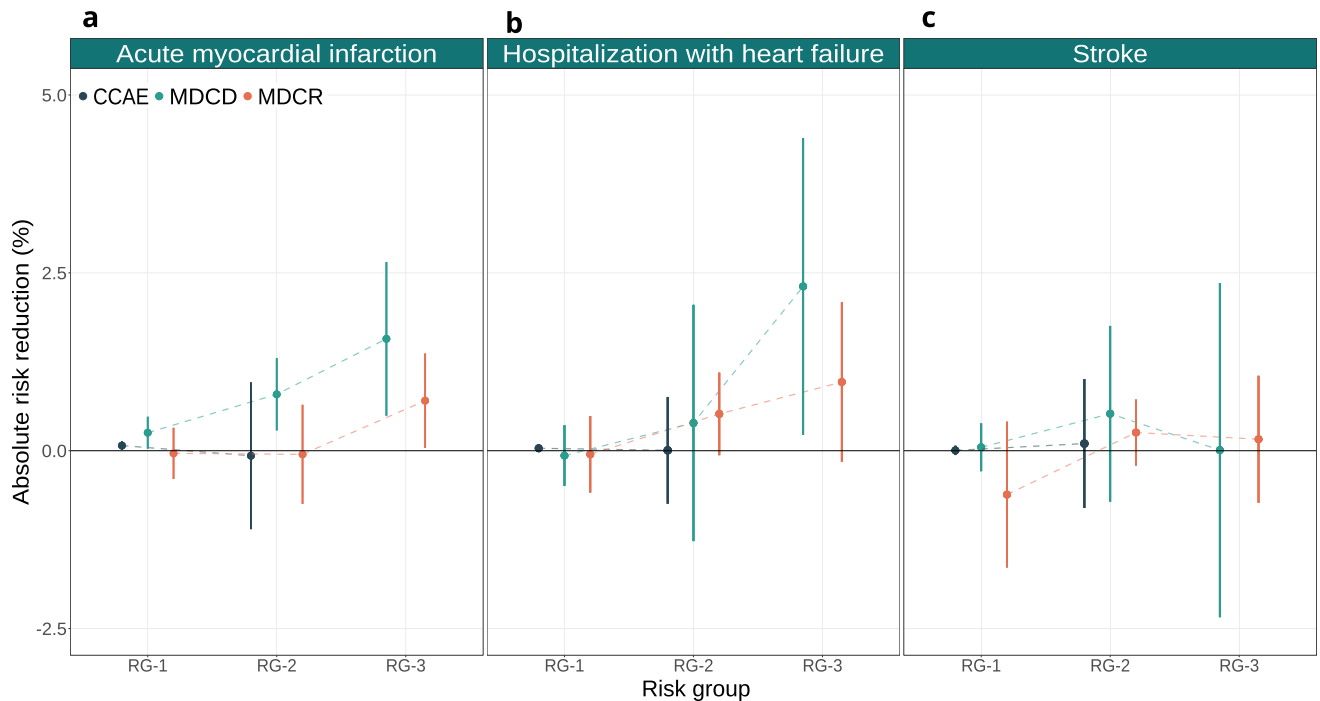 a
b
c
Acute myocardial infarction
Hospitalization with heart failure
Stroke
CCAE MDCD MDCR
Absolute risk reduction (%)
5.0
2.5
0.0
-2.5
RG-1 RG-2 RG-3
RG-1 RG-2 RG-3
RG-1 RG-2 RG-3
Risk group